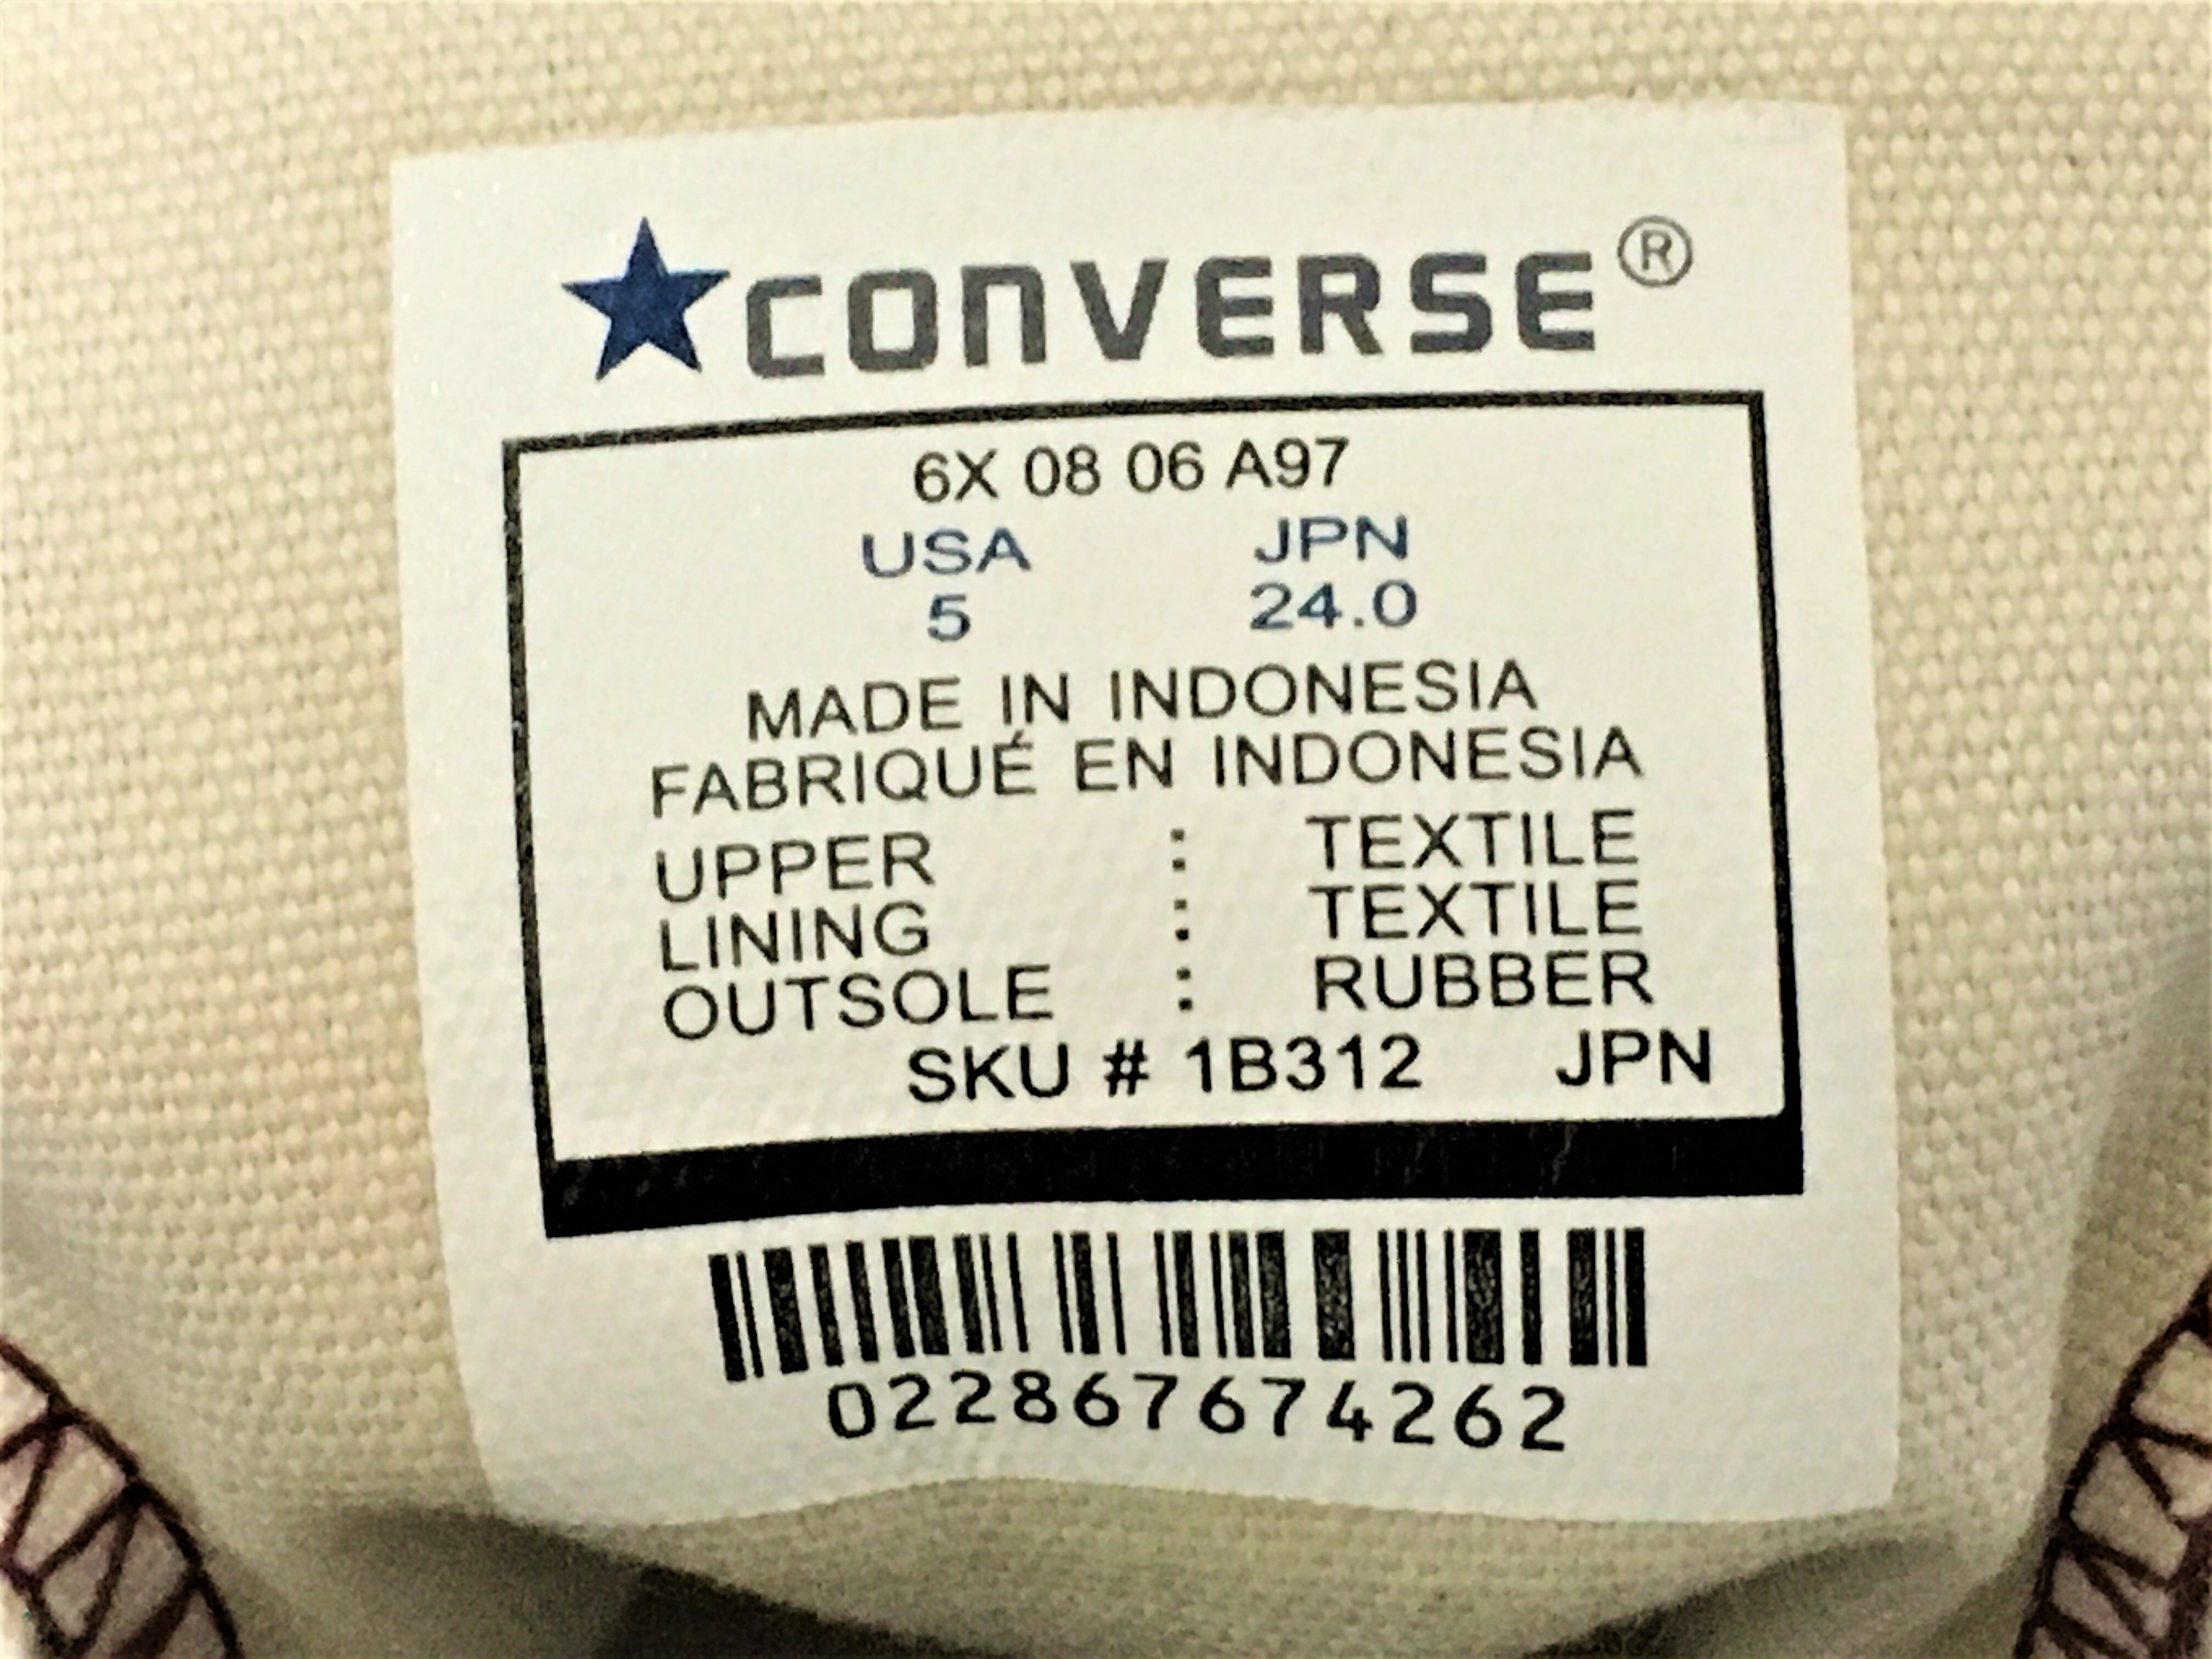 ★CONVERSE®
6X 08 06 A97
USA JPN
5 24.0
MADE IN INDONESIA
FABRIQUÉ EN INDONESIA
UPPER : TEXTILE
LINING : TEXTILE
OUTSOLE : RUBBER
SKU # 1B312 JPN
022867674262